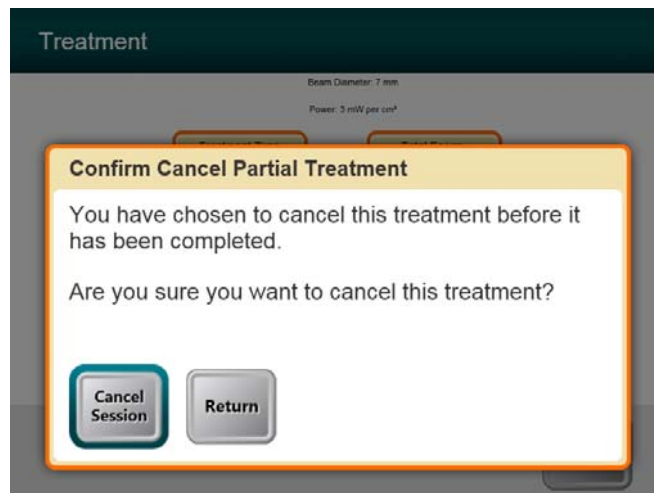 Treatment
Beam Diameter: 7 mm
Power: 3 mW per cm²
Confirm Cancel Partial Treatment
You have chosen to cancel this treatment before it
has been completed.
Are you sure you want to cancel this treatment?
Cancel
Session
Return